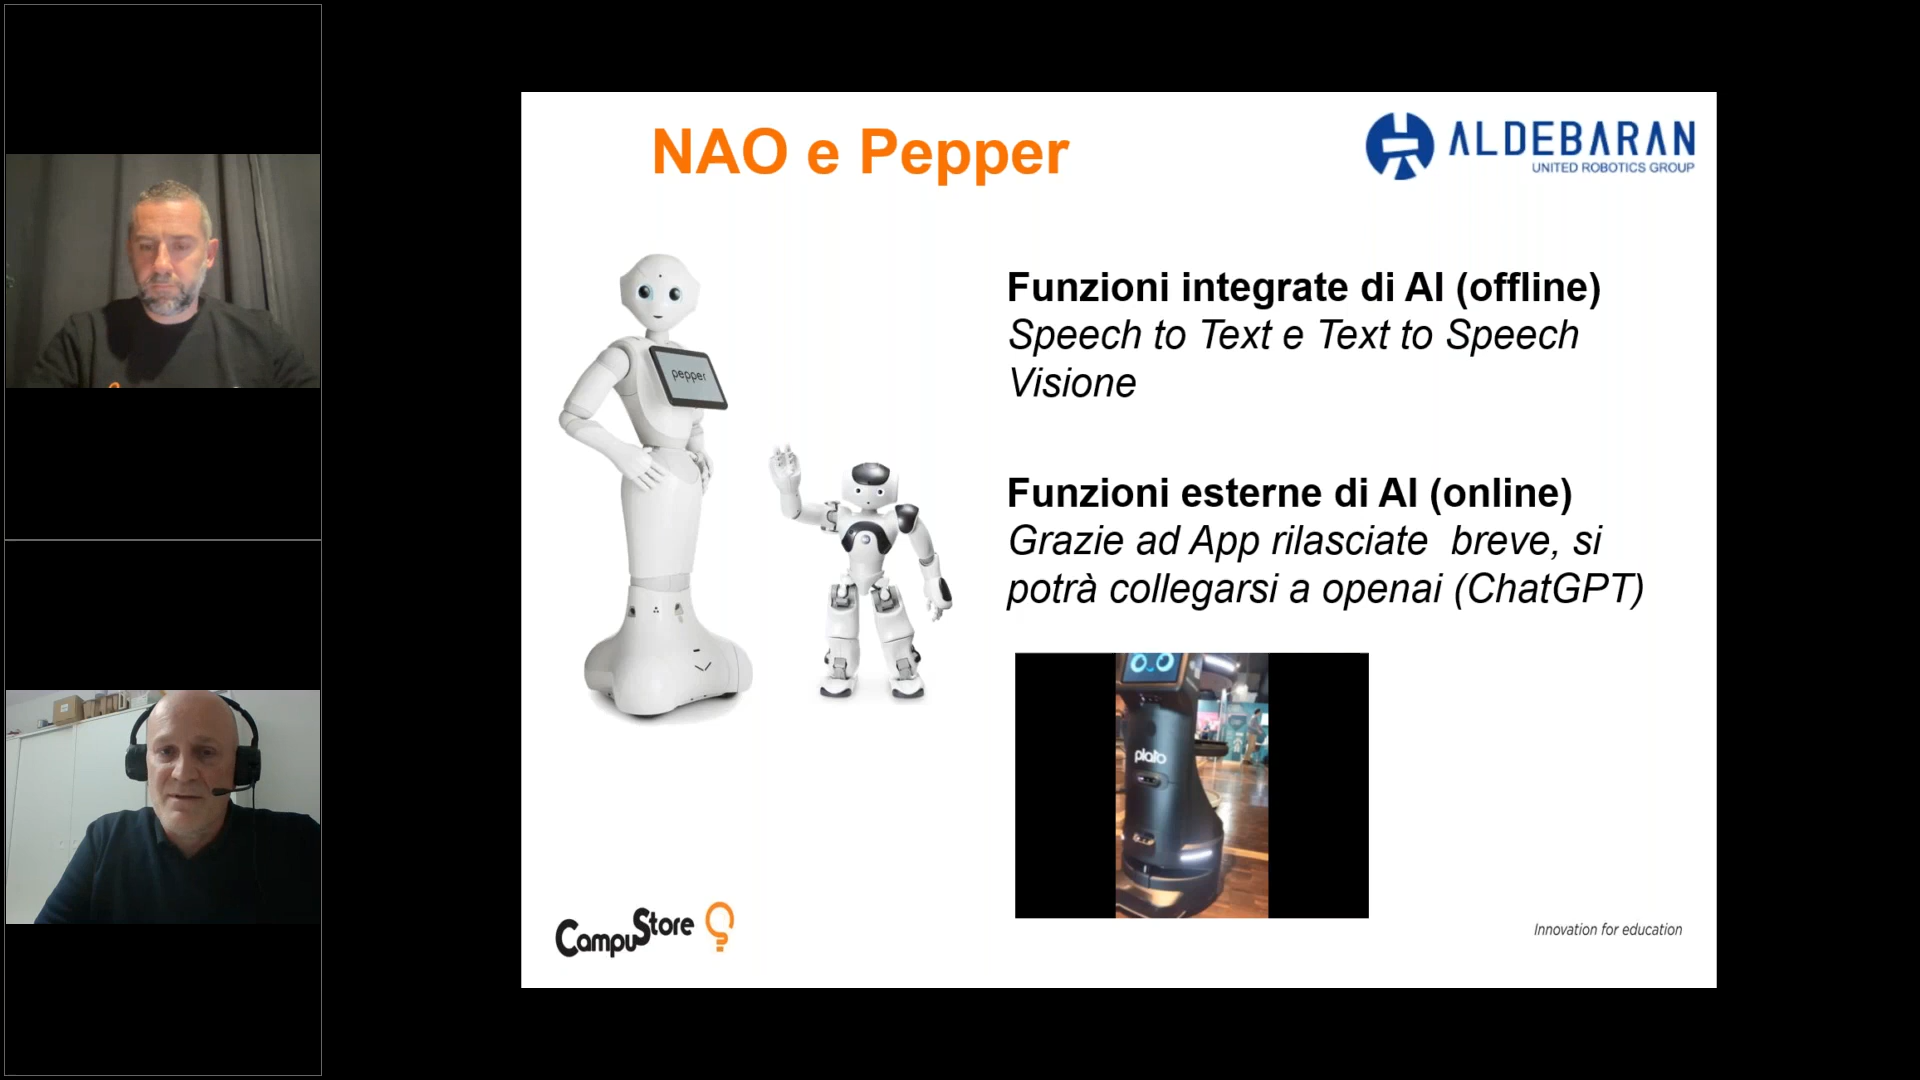 NAO e Pepper
ALDEBARAN
UNITED ROBOTICS GROUP
Funzioni integrate di AI (offline)
Speech to Text e Text to Speech
Visione
pepper
Funzioni esterne di AI (online)
Grazie ad App rilasciate  breve, si
potrà collegarsi a openai (ChatGPT)
plato
CampuStore
Innovation for education